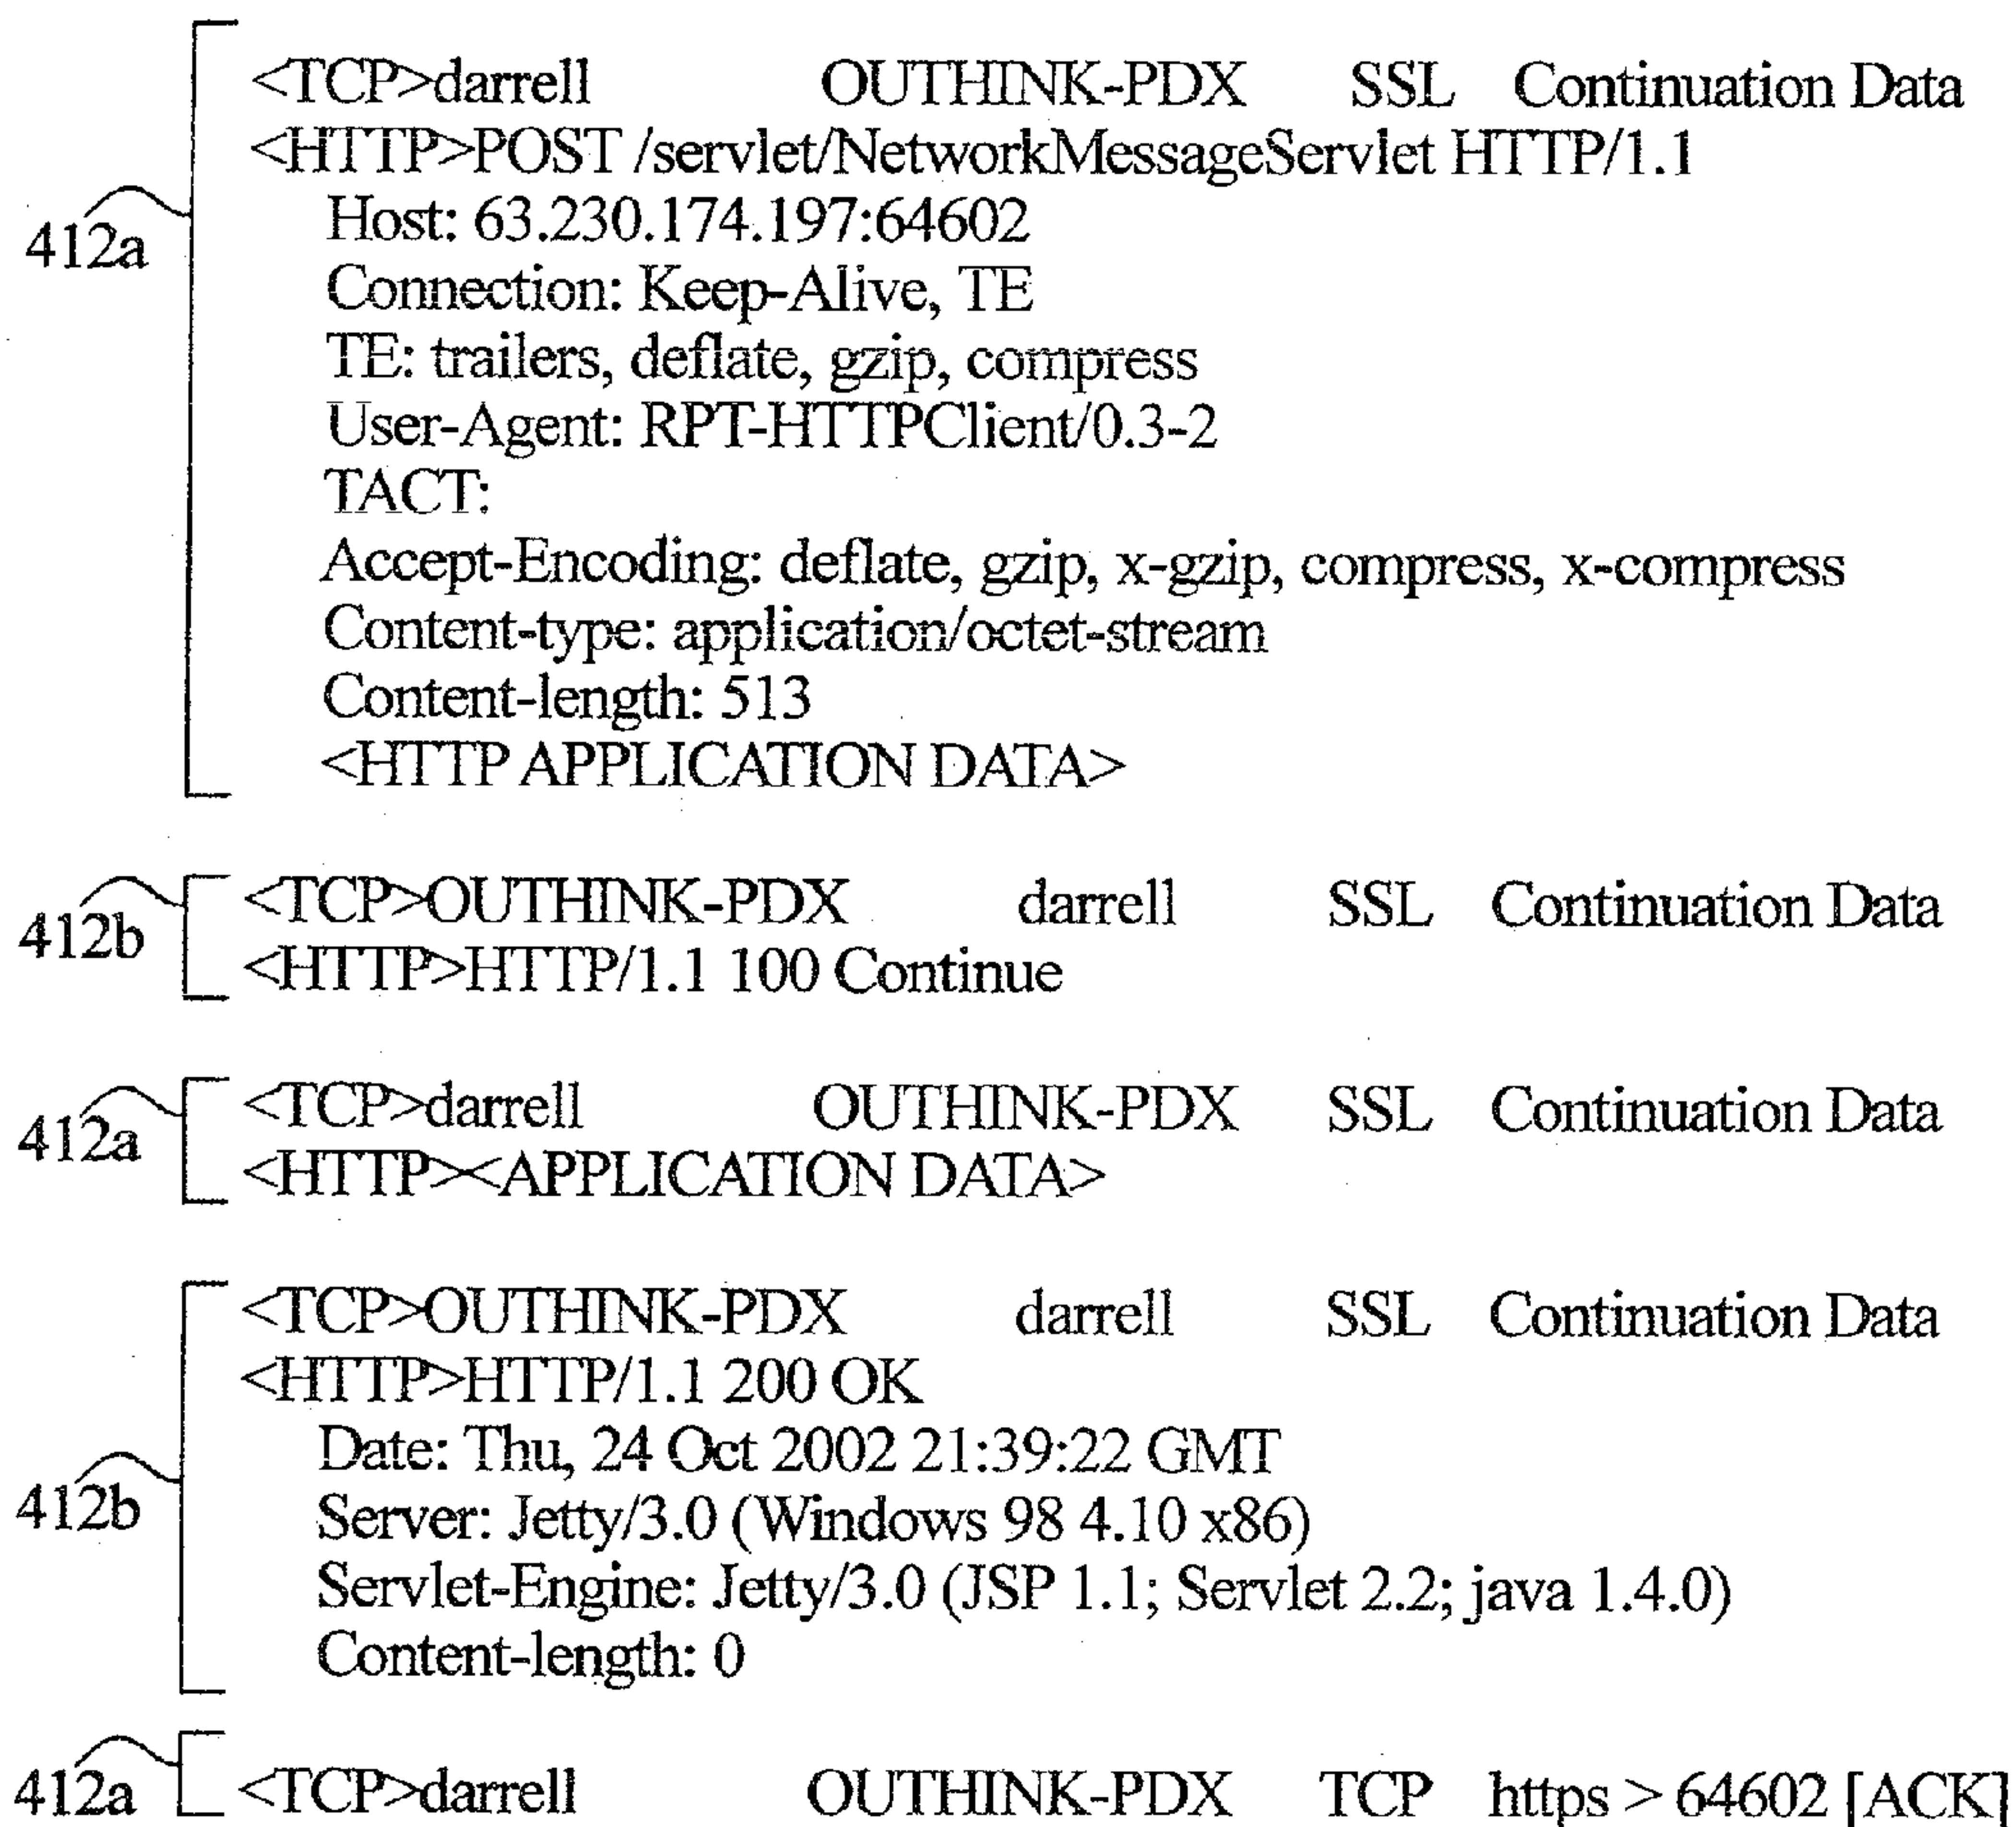 <TCP>darrell OUTHINK-PDX SSL Continuation Data
<HTTP>POST /servlet/NetworkMessageServlet HTTP/1.1
412a
Host: 63.230.174.197:64602
Connection: Keep-Alive, TE
TE: trailers, deflate, gzip, compress
User-Agent: RPT-HTTPClient/0.3-2
TACT:
Accept-Encoding: deflate, gzip, x-gzip, compress, x-compress
Content-type: application/octet-stream
Content-length: 513
<HTTP APPLICATION DATA>
412b
<TCP>OUTHINK-PDX darrell SSL Continuation Data
<HTTP>HTTP/1.1 100 Continue
412a
<TCP>darrell OUTHINK-PDX SSL Continuation Data
<HTTP><APPLICATION DATA>
<TCP>OUTHINK-PDX darrell SSL Continuation Data
<HTTP>HTTP/1.1 200 OK
Date: Thu, 24 Oct 2002 21:39:22 GMT
412b
Server: Jetty/3.0 (Windows 98 4.10 x86)
Servlet-Engine: Jetty/3.0 (JSP 1.1; Servlet 2.2; java 1.4.0)
Content-length: 0
412a
<TCP>darrell OUTHINK-PDX TCP https > 64602 [ACK]